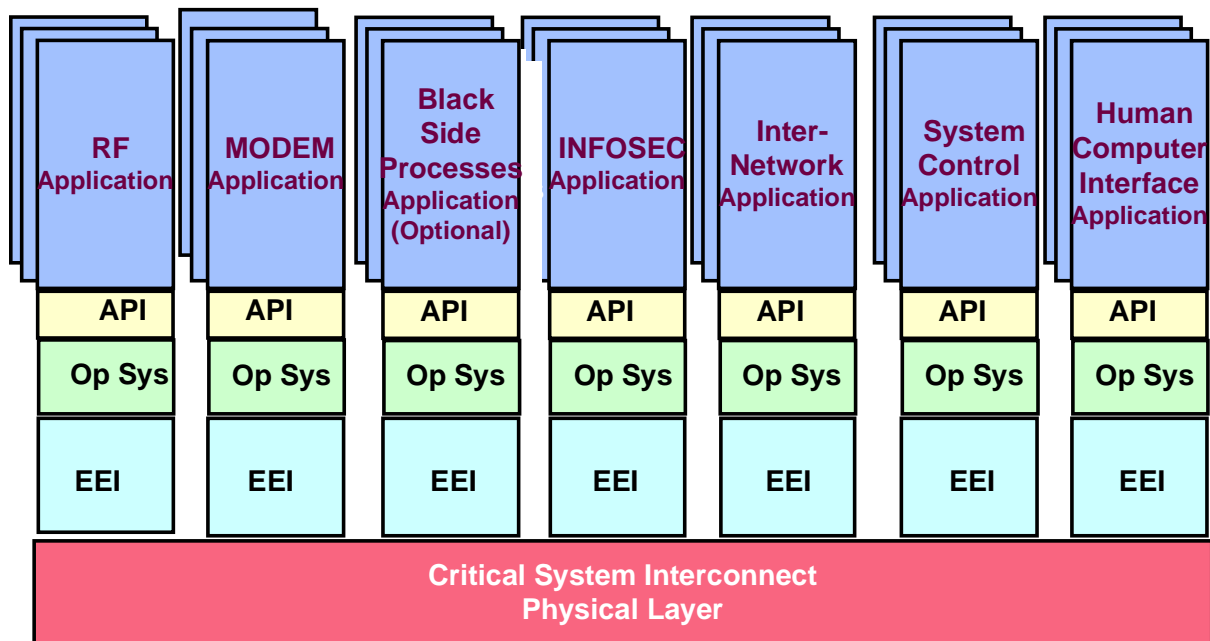 RF
Application
MODEM
Application
Black
Side
Processes
Application
(Optional)
INFOSEC
Application
Inter-
Network
Application
System
Control
Application
Human
Computer
Interface
Application
API
API
API
API
API
API
API
Op Sys
Op Sys
Op Sys
Op Sys
Op Sys
Op Sys
Op Sys
EEI
EEI
EEI
EEI
EEI
EEI
EEI
Critical System Interconnect
Physical Layer